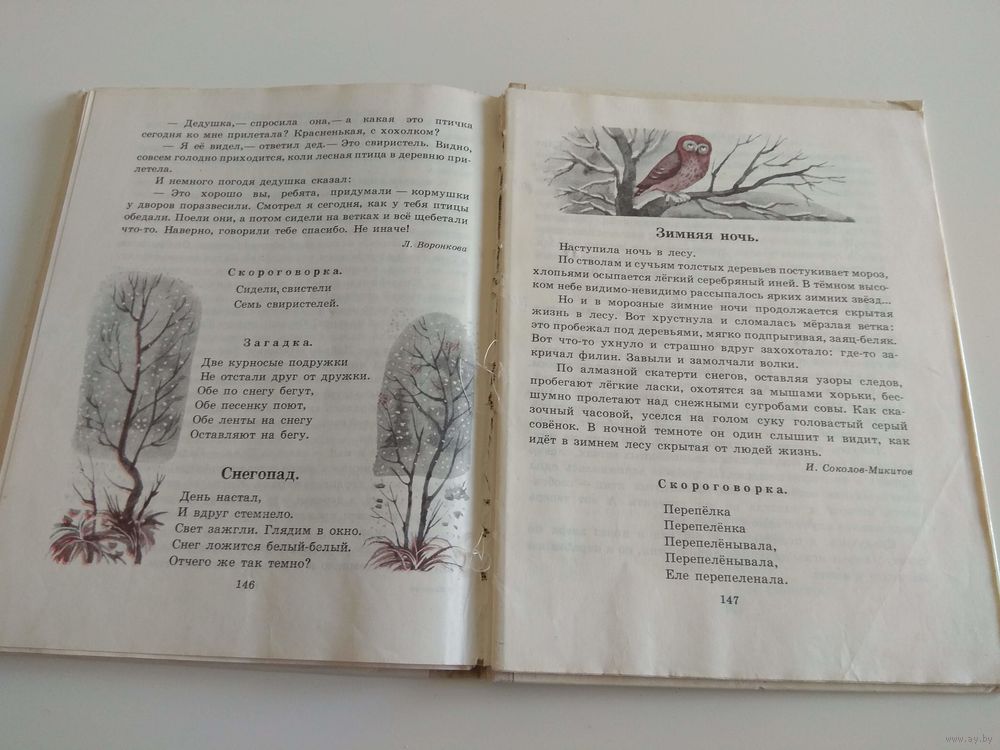 — Дедушка,— спросила она,— а какая это птичка
сегодня ко мне прилетала? Красненькая, с хохолком?
— Я её видел,— ответил дед.— Это свиристель. Видно,
совсем голодно приходится, коли лесная птица в деревню при-
летела.
И немного погодя дедушка сказал:
— Это хорошо вы, ребята, придумали — кормушки
у дворов поразвесили. Смотрел я сегодня, как у тебя птицы
обедали. Поели они, а потом сидели на ветках и всё щебетали
что-то. Наверно, говорили тебе спасибо. Не иначе!
Л. Воронкова
Скороговорка.
Сидели, свистели
Семь свиристелей.
Загадка.
Две курносые подружки
Не отстали друг от дружки.
Обе по снегу бегут,
Обе песенку поют,
Обе ленты на снегу
Оставляют на бегу.
Снегопад.
День настал,
И вдруг стемнело.
Свет зажгли. Глядим в окно.
Снег ложится белый-белый.
Отчего же так темно?
146
Зимняя ночь.
Наступила ночь в лесу.
По стволам и сучьям толстых деревьев постукивает мороз,
хлопьями осыпается лёгкий серебряный иней. В тёмном высо-
ком небе видимо-невидимо рассыпалось ярких зимних звёзд...
Но и в морозные зимние ночи продолжается скрытая
жизнь в лесу. Вот хрустнула и сломалась мёрзлая ветка:
это пробежал под деревьями, мягко подпрыгивая, заяц-беляк.
Вот что-то ухнуло и страшно вдруг захохотало: где-то за-
кричал филин. Завыли и замолчали волки.
По алмазной скатерти снегов, оставляя узоры следов,
пробегают лёгкие ласки, охотятся за мышами хорьки, бес-
шумно пролетают над снежными сугробами совы. Как ска-
зочный часовой, уселся на голом суку головастый серый
совёнок. В ночной темноте он один слышит и видит, как
идёт в зимнем лесу скрытая от людей жизнь.
И. Соколов-Микитов
Скороговорка.
Перепёлка
Перепелёнка
Перепелёнывала,
Перепелёнывала,
Еле перепеленала.
147
www.ay.by